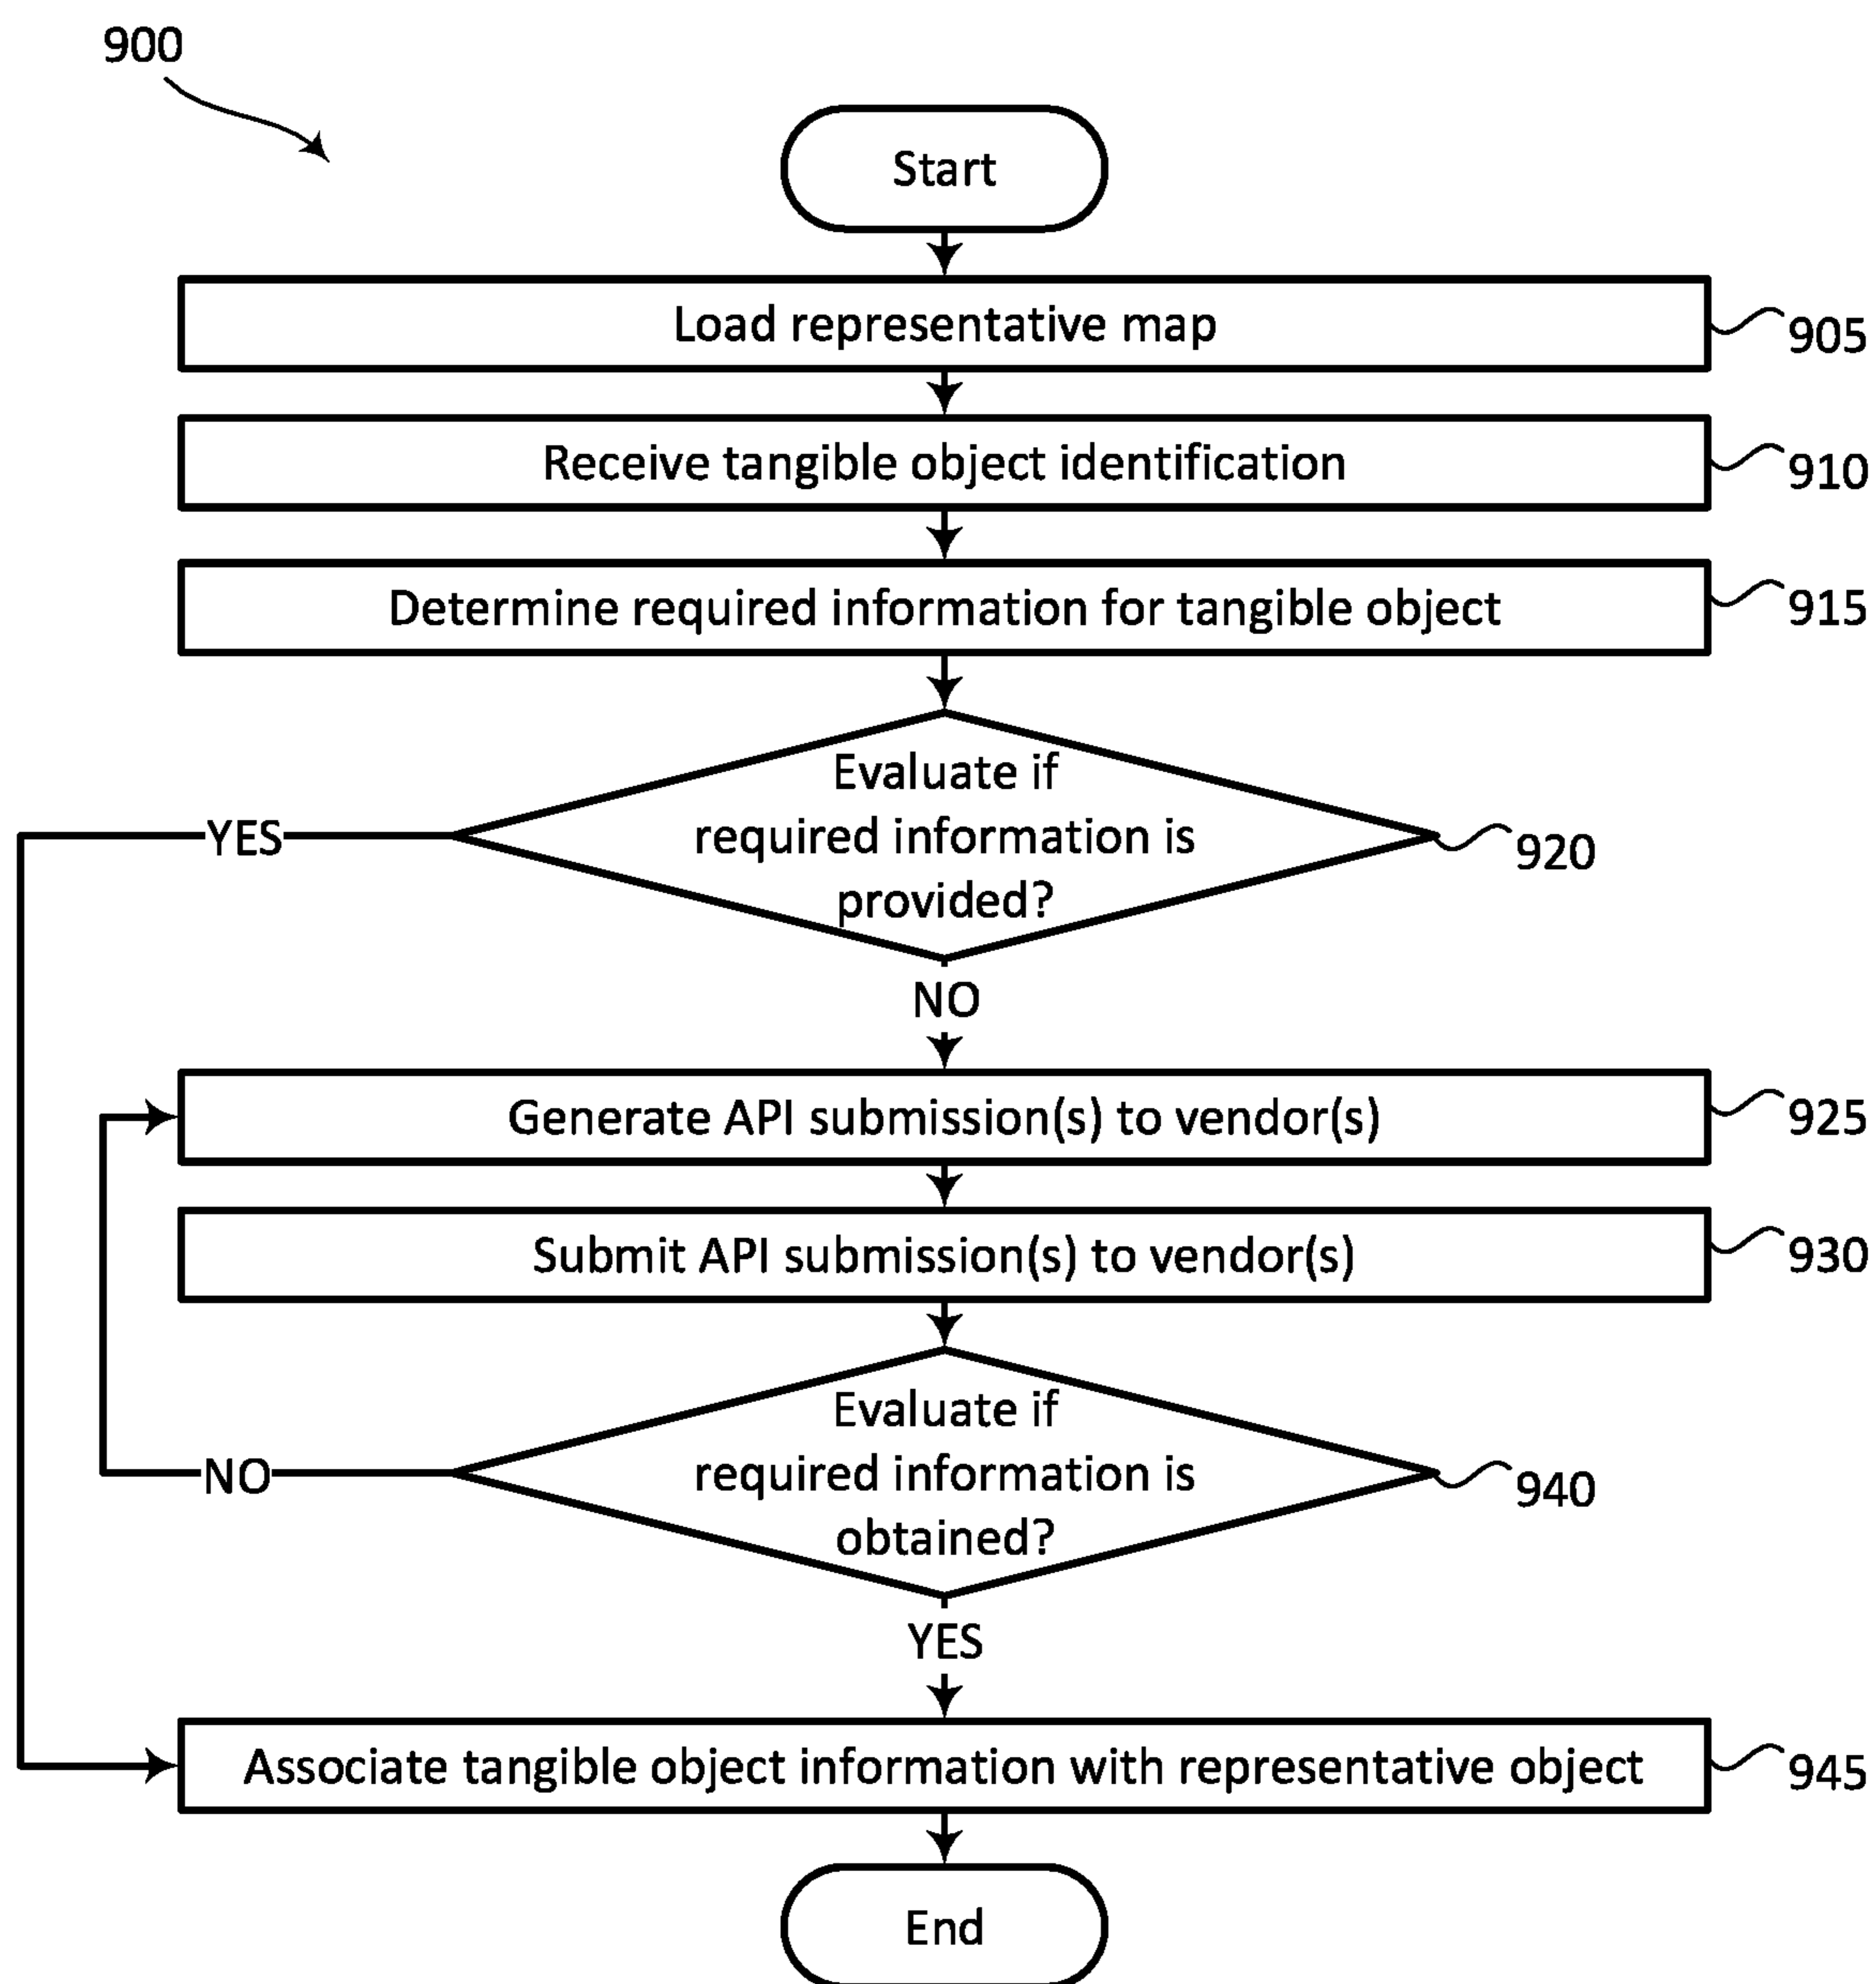 900
Start
Load representative map
905
Receive tangible object identification
910
Determine required information for tangible object
915
Evaluate if
required information is
provided?
YES
920
NO
Generate API submission(s) to vendor(s)
925
Submit API submission(s) to vendor(s)
930
Evaluate if
required information is
obtained?
NO
940
YES
Associate tangible object information with representative object
945
End